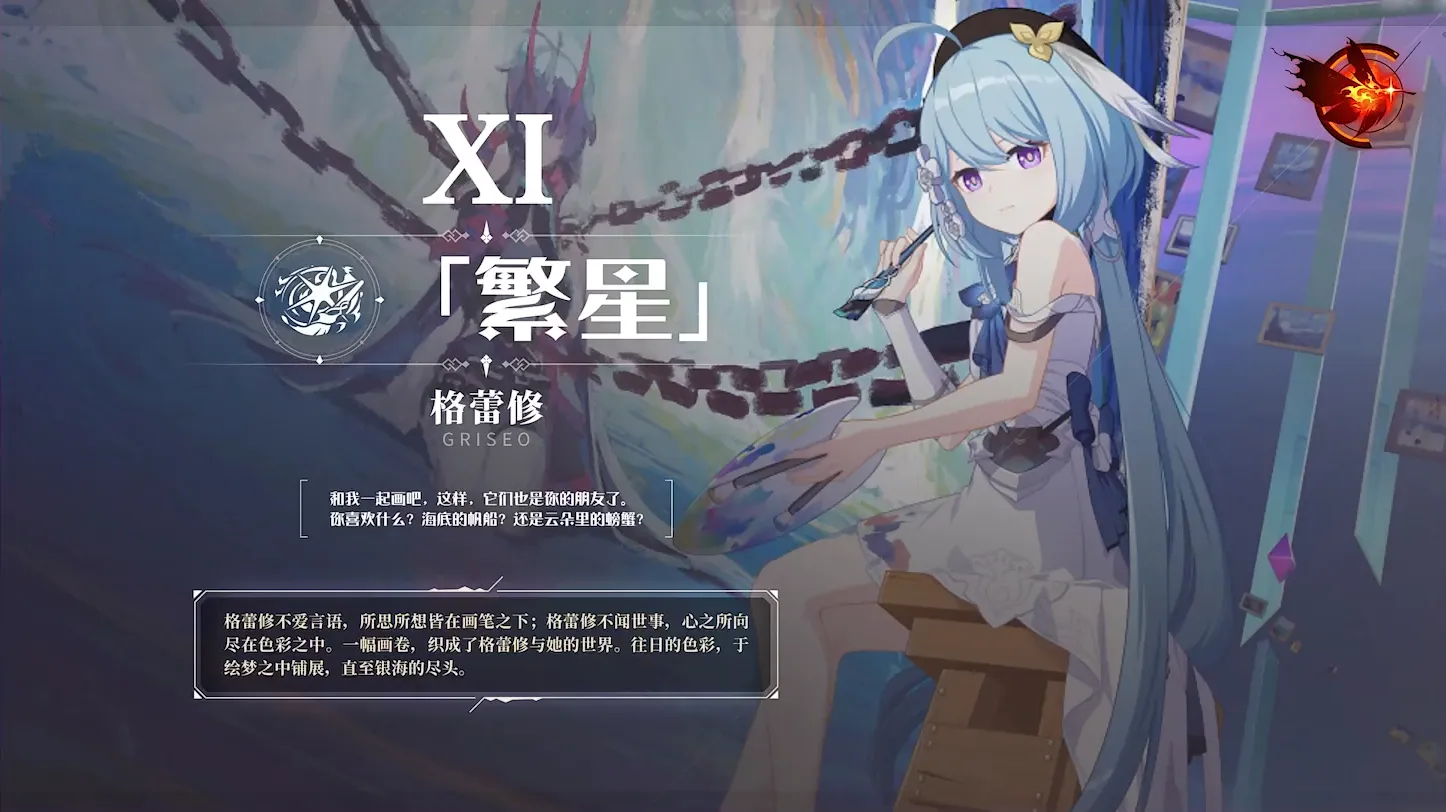 XI
「繁星」
格蕾修
GRISEO
和我一起画吧，这样，它们也是你的朋友了。
你喜欢什么？海底的帆船？还是云朵里的螃蟹？
格蕾修不爱言语，所思所想皆在画笔之下；格蕾修不闻世事，心之所向
尽在色彩之中。一幅画卷，织成了格蕾修与她的世界。往日的色彩，于
绘梦之中铺展，直至银海的尽头。